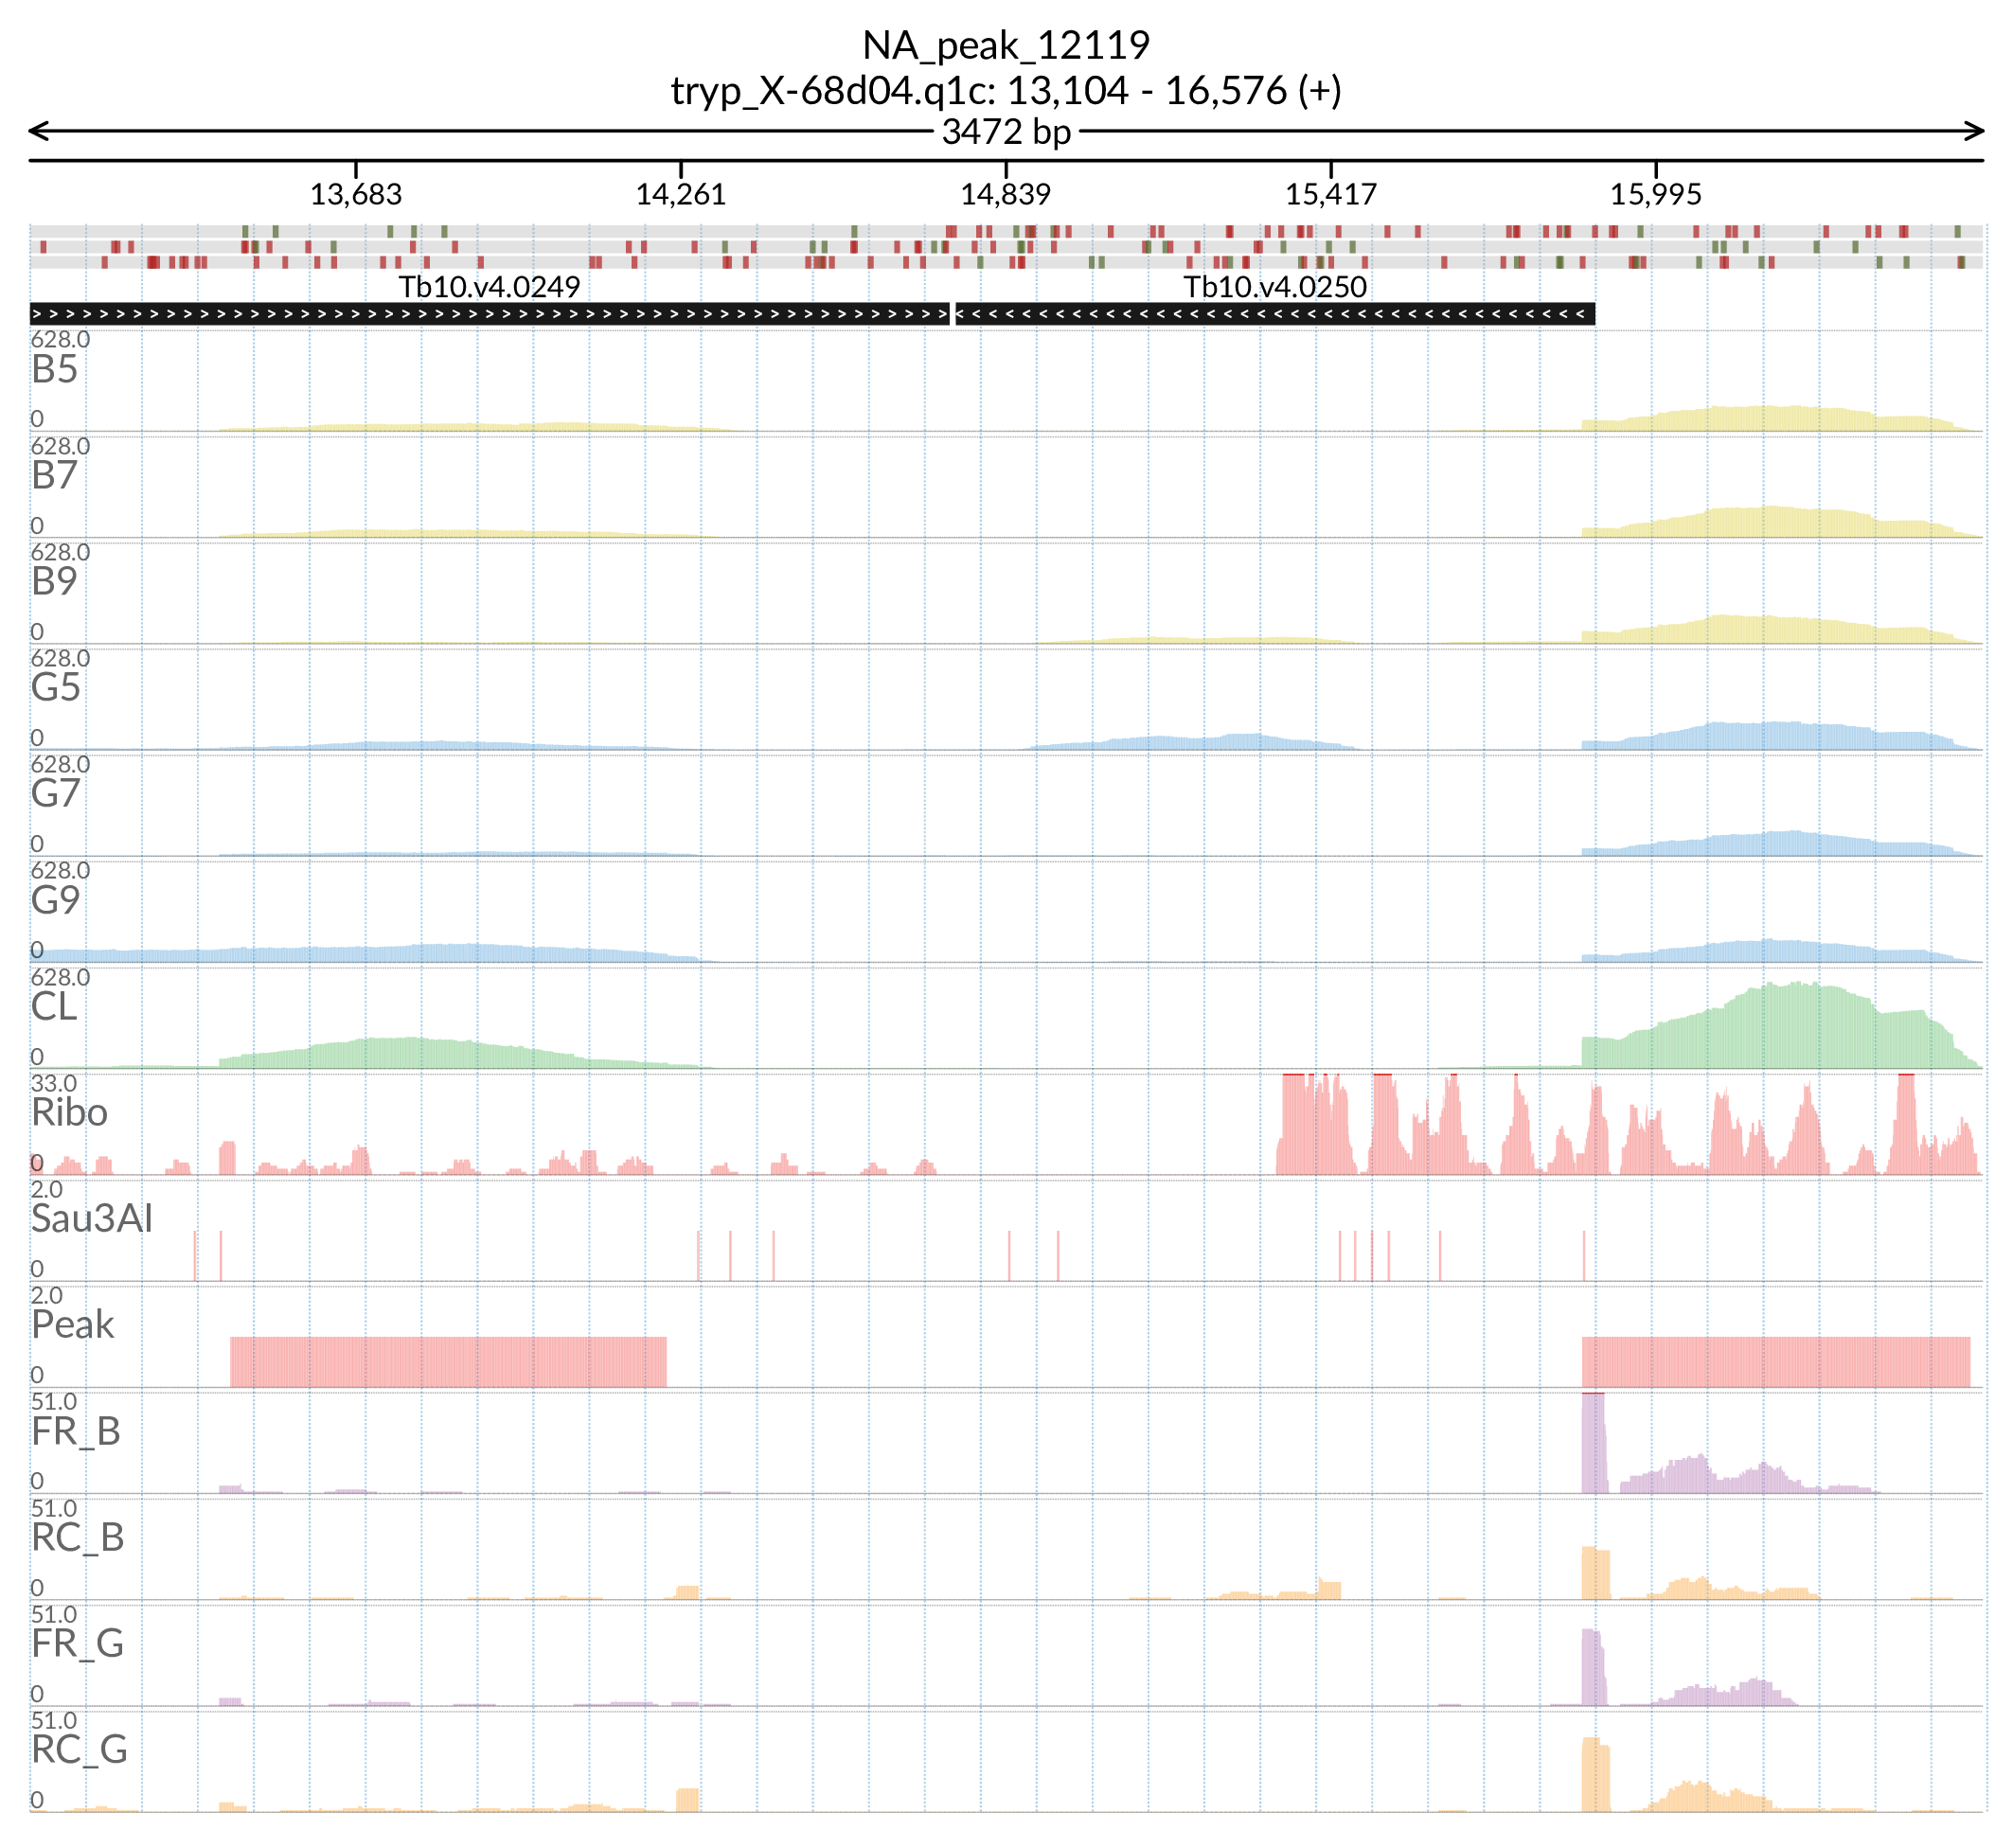 NA_peak_12119
tryp_X-68d04.q1c: 13,104 - 16,576 (+)
3472 bp
13,683 14,261 14,839 15,417 15,995
Tb10.v4.0249 Tb10.v4.0250
628.0
B5
0
628.0
B7
0
628.0
B9
0
628.0
G5
0
628.0
G7
0
628.0
G9
0
628.0
CL
0
33.0
Ribo
0
2.0
Sau3AI
0
2.0
Peak
0
51.0
FR_B
0
51.0
RC_B
0
51.0
FR_G
0
51.0
RC_G
0